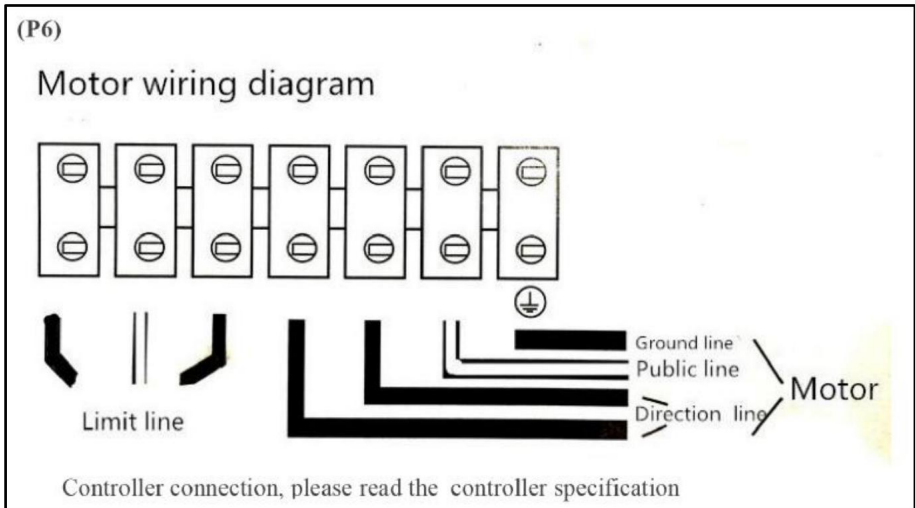 (P6)
Motor wiring diagram
Ground line
Public line
Direction line
Motor
Limit line
Controller connection, please read the controller specification